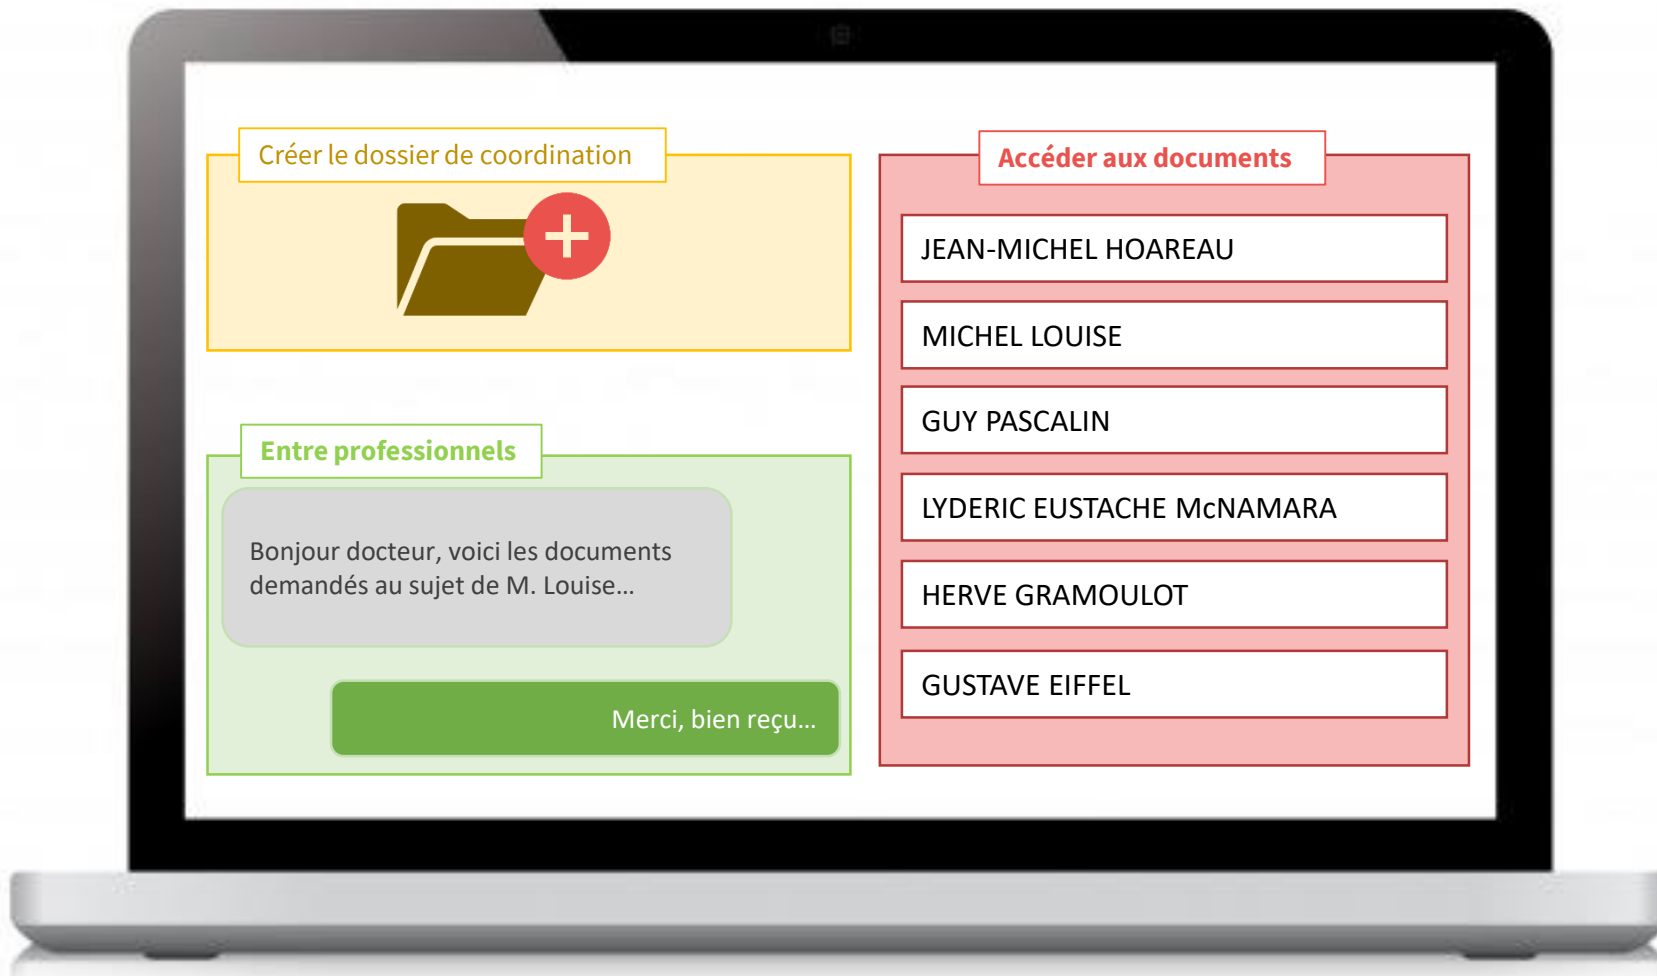 Créer le dossier de coordination
Entre professionnels
Bonjour docteur, voici les documents
demandés au sujet de M. Louise…
Merci, bien reçu…
Accéder aux documents
JEAN-MICHEL HOAREAU
MICHEL LOUISE
GUY PASCALIN
LYDERIC EUSTACHE McNAMARA
HERVE GRAMOULOT
GUSTAVE EIFFEL